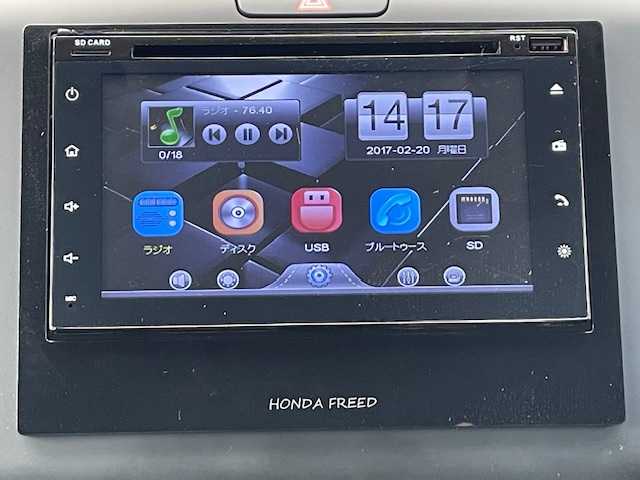 SD CARD
RST
ラジオ - 76.40
0/18
14 17
2017-02-20 月曜日
ラジオ
ディスク
USB
ブルートゥース
SD
MIC
HONDA FREED